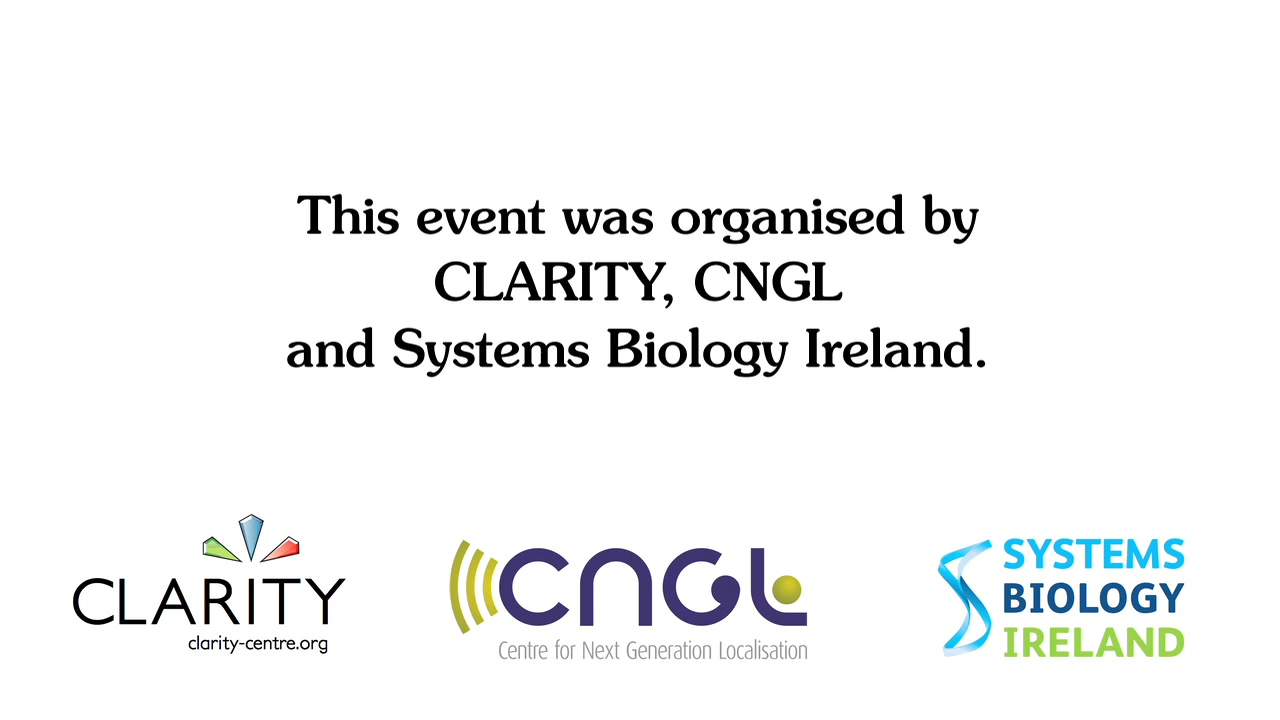 This event was organised by
CLARITY, CNGL
and Systems Biology Ireland.
CLARITY
clarity-centre.org
CNGL
Centre for Next Generation Localisation
SYSTEMS
BIOLOGY
IRELAND